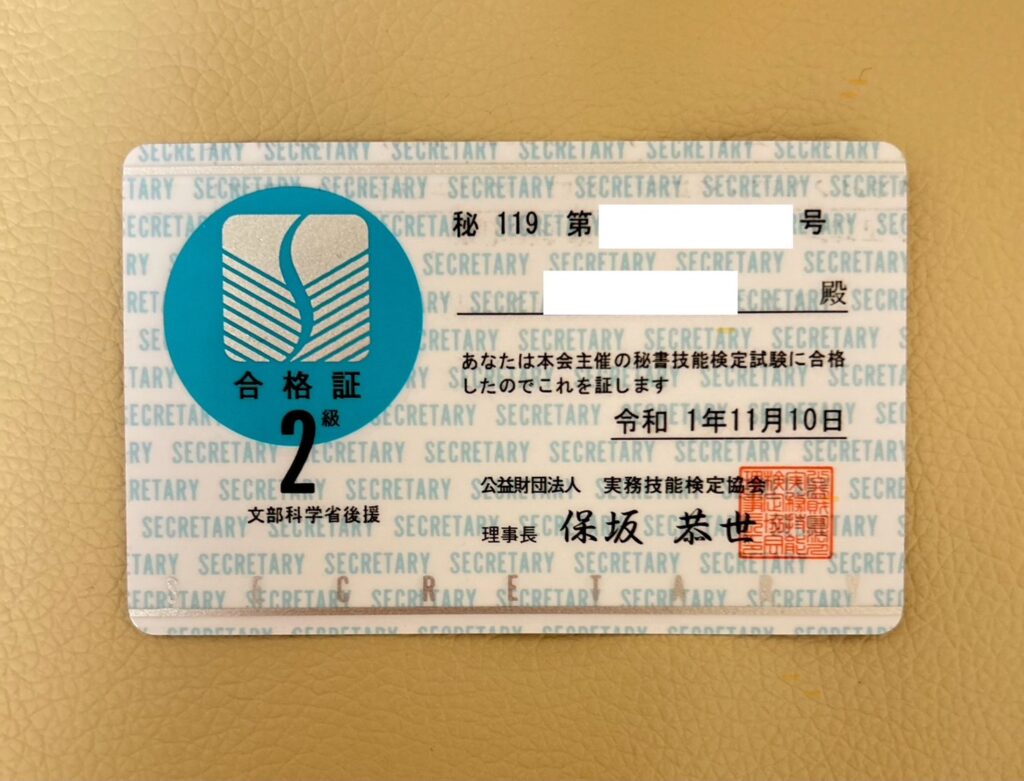 秘 119 第 号
殿
あなたは本会主催の秘書技能検定試験に合格
したのでこれを証します
令和 1年11月10日
公益財団法人 実務技能検定協会
理事長 保坂 恭世
合格証
2級
文部科学省後援
SECRETARY